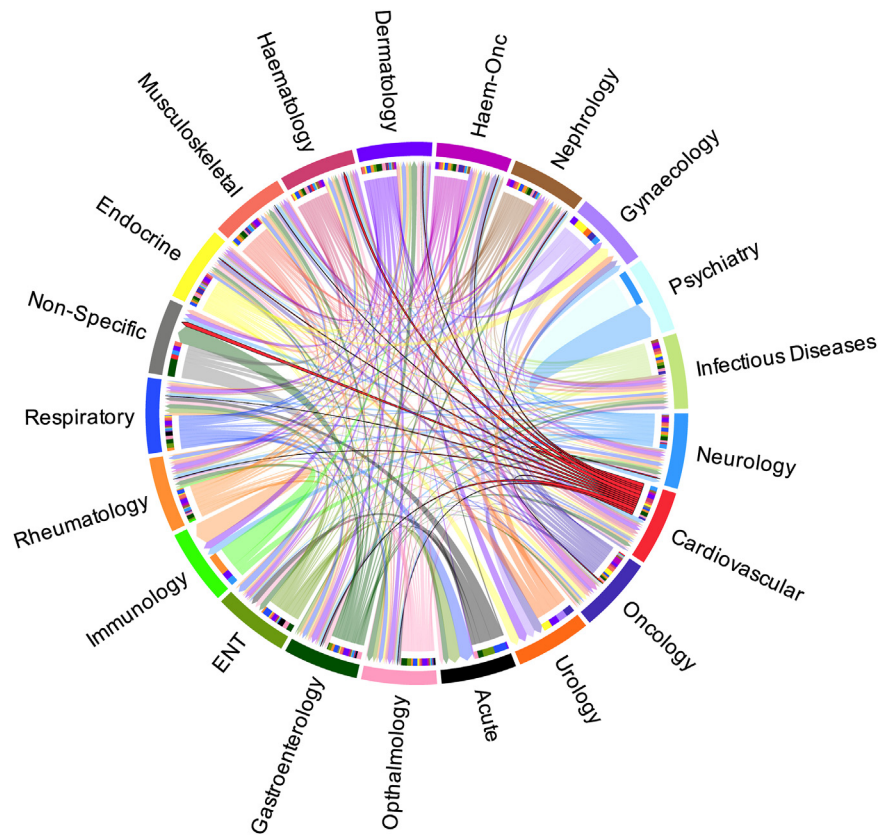 Dermatology
Haem-Onc
Nephrology
Gynaecology
Psychiatry
Infectious Diseases
Neurology
Cardiovascular
Oncology
Urology
Acute
Opthalmology
Gastroenterology
ENT
Immunology
Rheumatology
Respiratory
Non-Specific
Endocrine
Musculoskeletal
Haematology